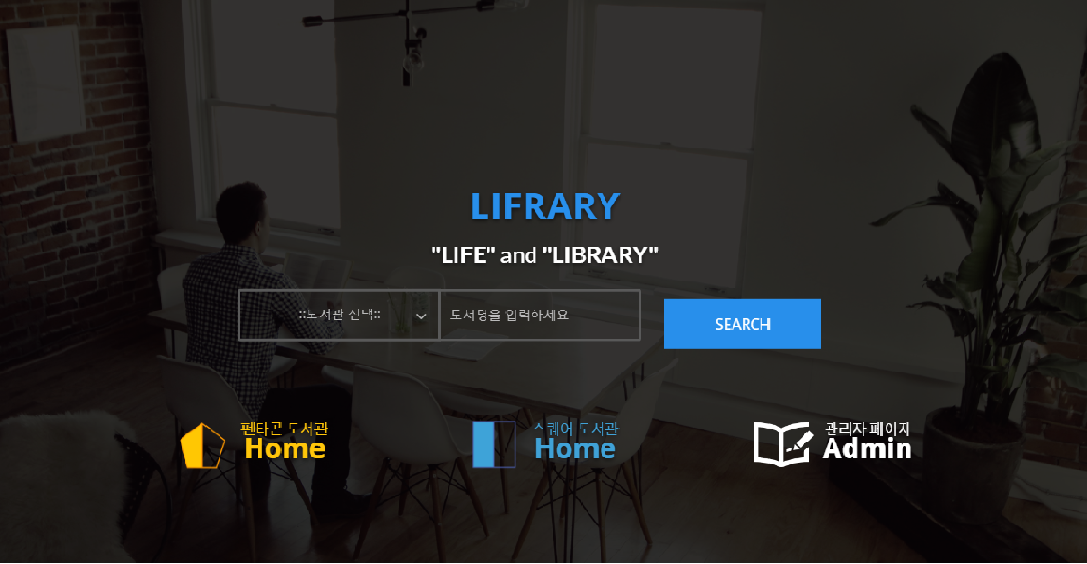 LIFRARY
"LIFE" and "LIBRARY"
::도서관 선택::
도서명을 입력하세요
SEARCH
펜타곤 도서관
Home
스퀘어 도서관
Home
관리자 페이지
Admin